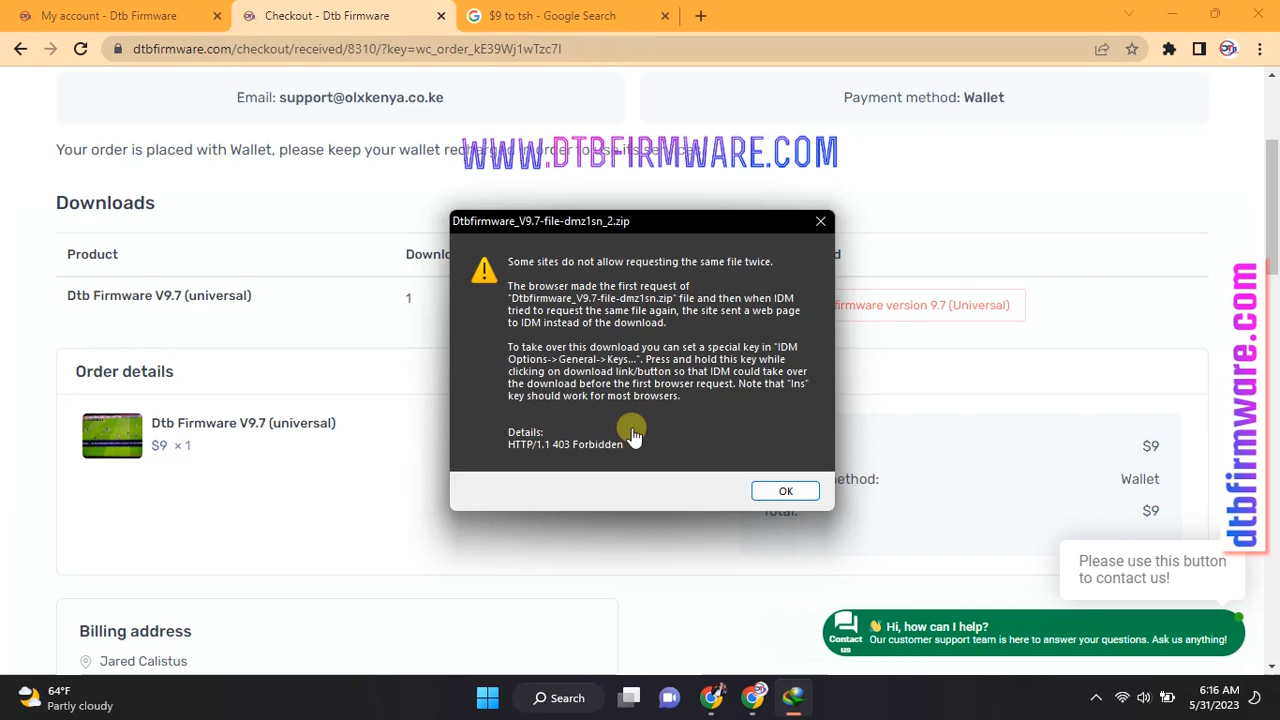 My account - Dtb Firmware
Checkout - Dtb Firmware
$9 to tsh - Google Search
dtbfirmware.com/checkout/received/8310/?key=wc_order_kE39Wj1wTzc7I
Email: support@olxkenya.co.ke
Payment method: Wallet
Your order is placed with Wallet, please keep your wallet
WWW.DTBFIRMWARE.COM
Downloads
Product
Dtb Firmware V9.7 (universal)
1
firmware version 9.7 (Universal)
Dtbfirmware_V9.7-file-dmz1sn_2.zip
Some sites do not allow requesting the same file twice.
The browser made the first request of
"Dtbfirmware_V9.7-file-dmz1sn.zip" file and then when IDM
tried to request the same file again, the site sent a web page
to IDM instead of the download.
To take over this download you can set a special key in "IDM
Options->General->Keys...". Press and hold this key while
clicking on download link/button so that IDM could take over
the download before the first browser request. Note that "Ins"
key should work for most browsers.
Details:
HTTP/1.1 403 Forbidden
OK
Order details
Dtb Firmware V9.7 (universal)
$9 × 1
$9
method:
Wallet
Total:
$9
dtbfirmware.com
Please use this button
to contact us!
Contact
us
👋 Hi, how can I help?
Our customer support team is here to answer your questions. Ask us anything!
Billing address
Jared Calistus
64°F
Partly cloudy
Search
6:16 AM
5/31/2023